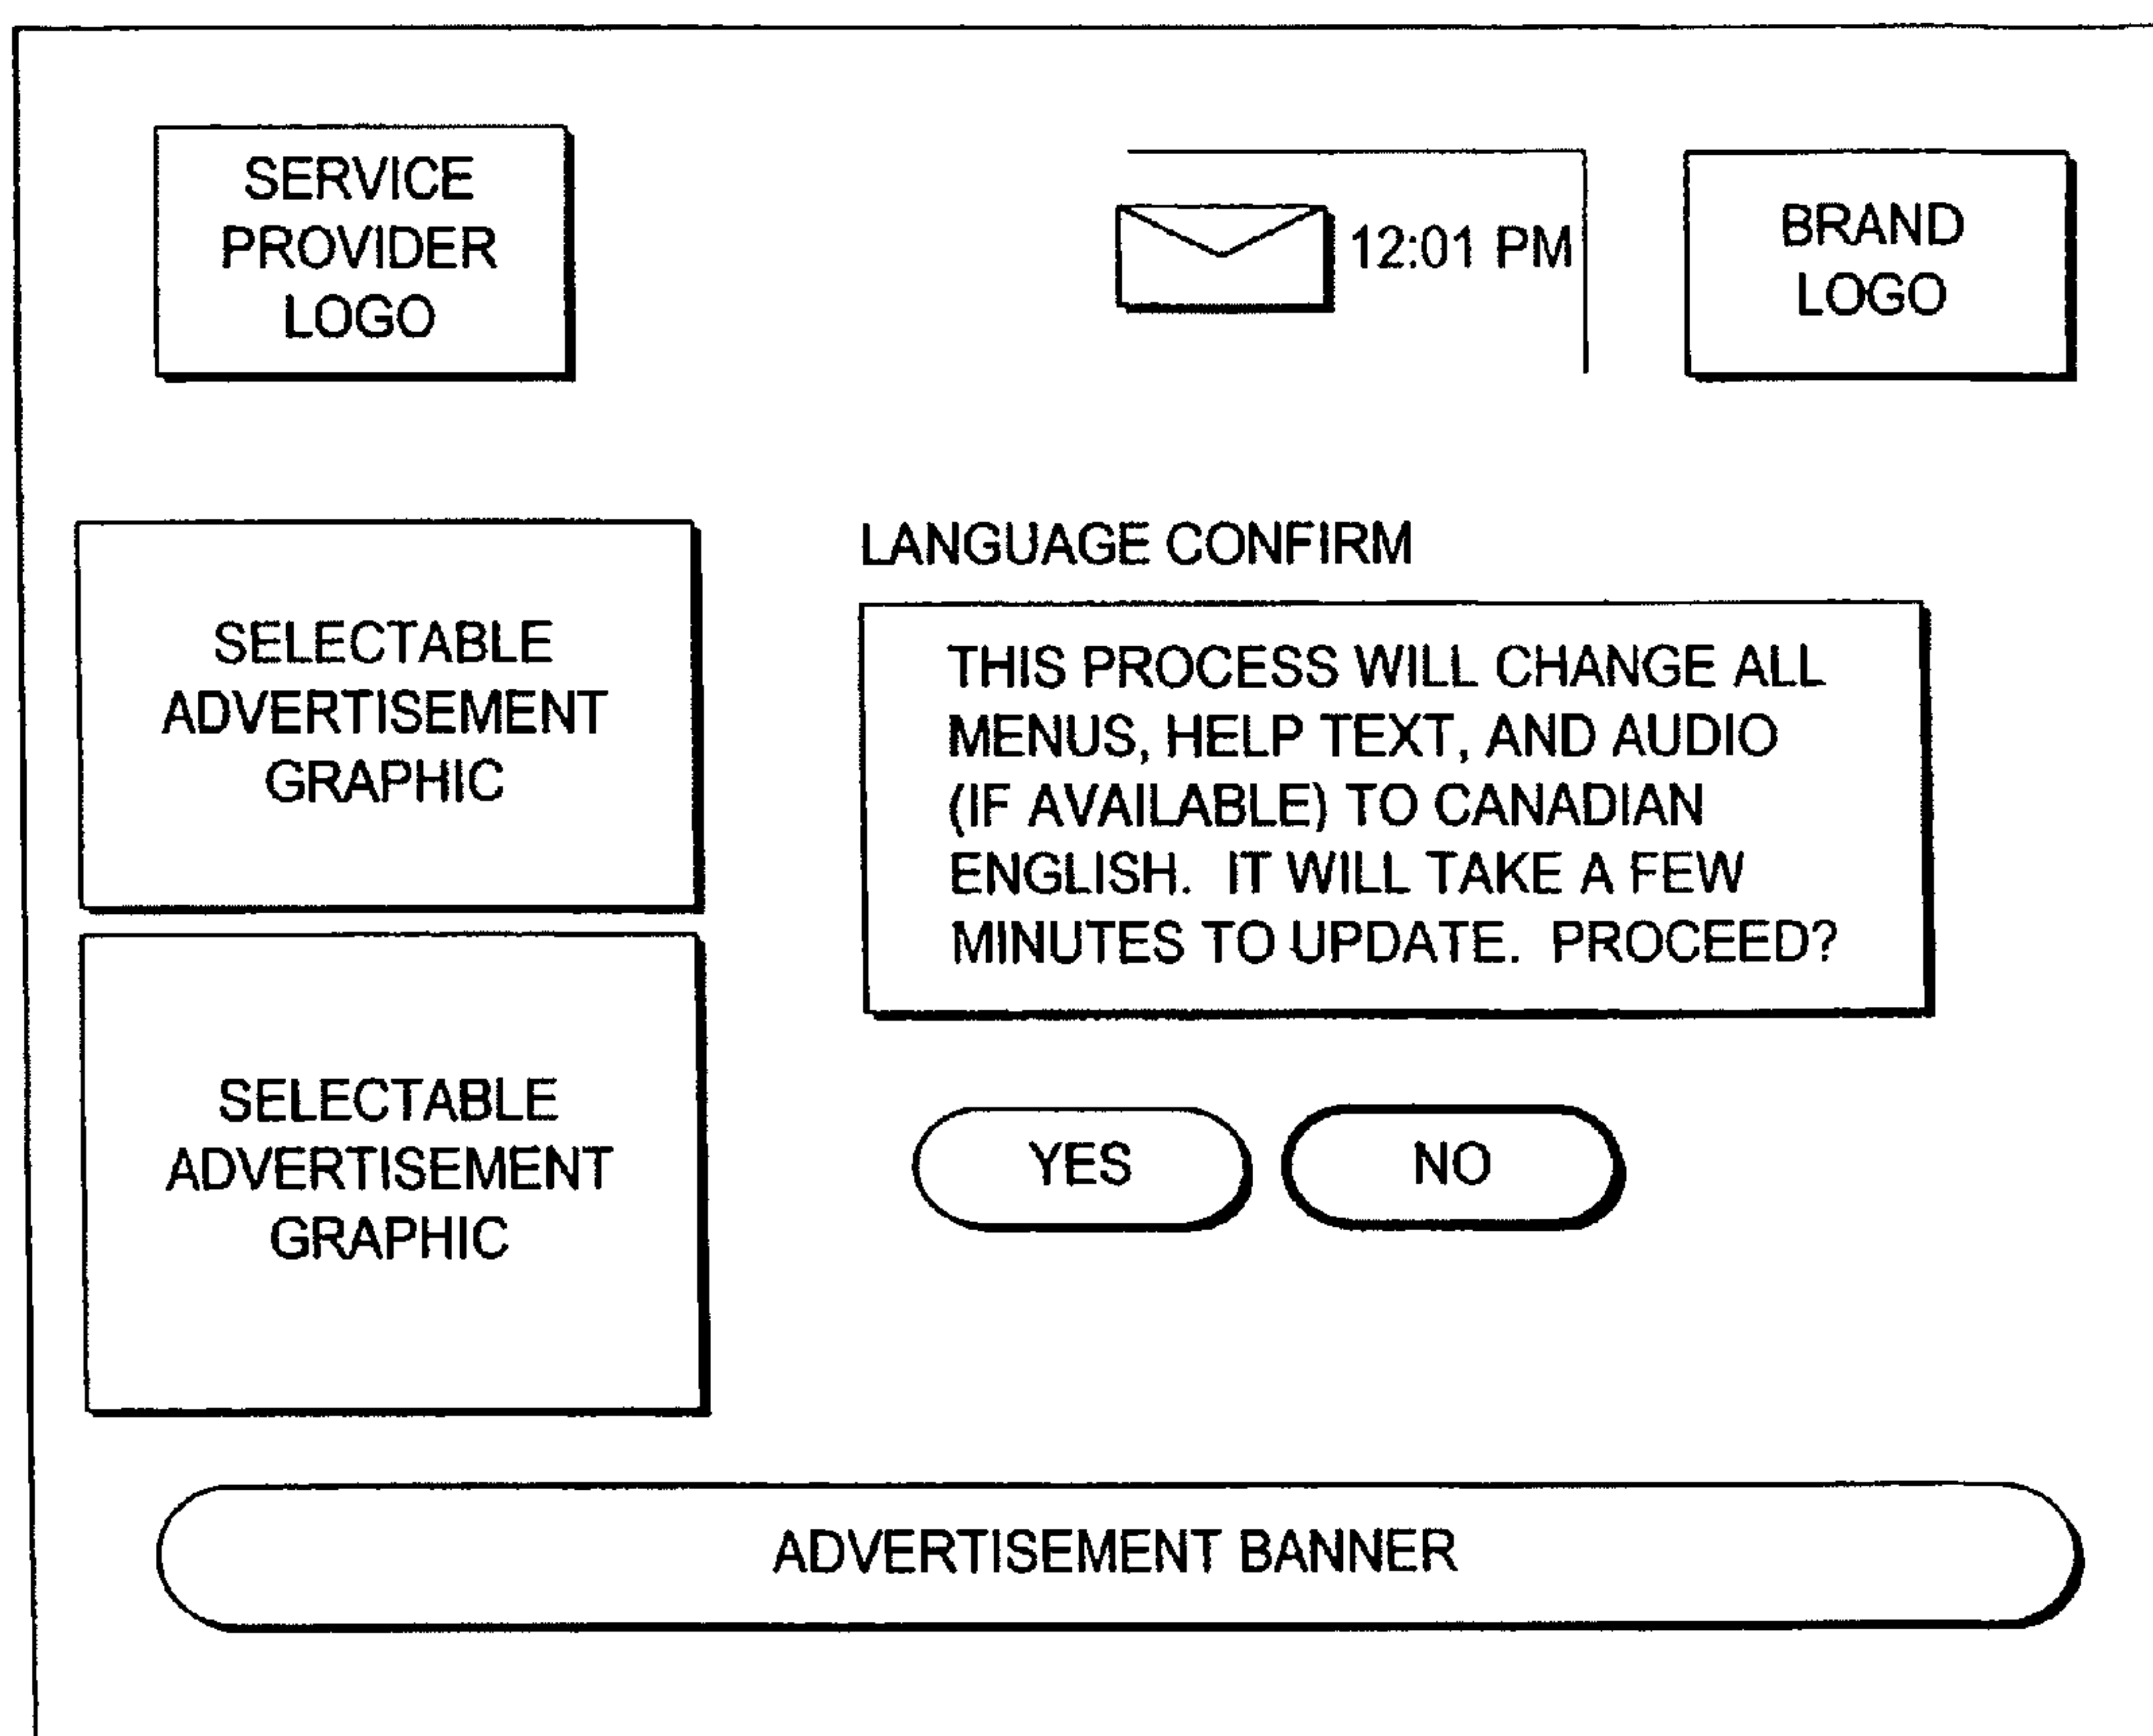 SERVICE
PROVIDER
LOGO
12:01 PM
BRAND
LOGO
SELECTABLE
ADVERTISEMENT
GRAPHIC
LANGUAGE CONFIRM
THIS PROCESS WILL CHANGE ALL
MENUS, HELP TEXT, AND AUDIO
(IF AVAILABLE) TO CANADIAN
ENGLISH. IT WILL TAKE A FEW
MINUTES TO UPDATE. PROCEED?
SELECTABLE
ADVERTISEMENT
GRAPHIC
YES
NO
ADVERTISEMENT BANNER